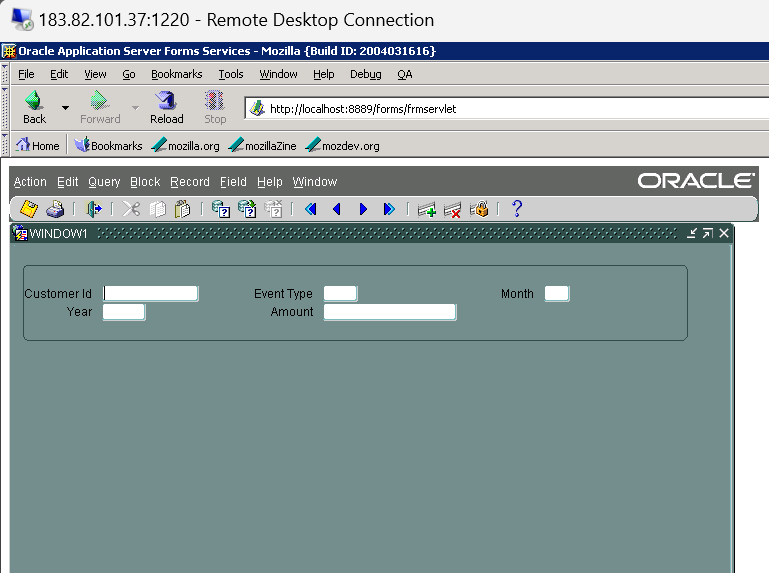 183.82.101.37:1220 - Remote Desktop Connection
Oracle Application Server Forms Services - Mozilla {Build ID: 2004031616}
File Edit View Go Bookmarks Tools Window Help Debug QA
Back Forward Reload Stop http://localhost:8889/forms/frmservlet
Home Bookmarks mozilla.org mozillaZine mozdev.org
Action Edit Query Block Record Field Help Window ORACLE
WINDOW1
Customer Id Event Type Month
Year Amount